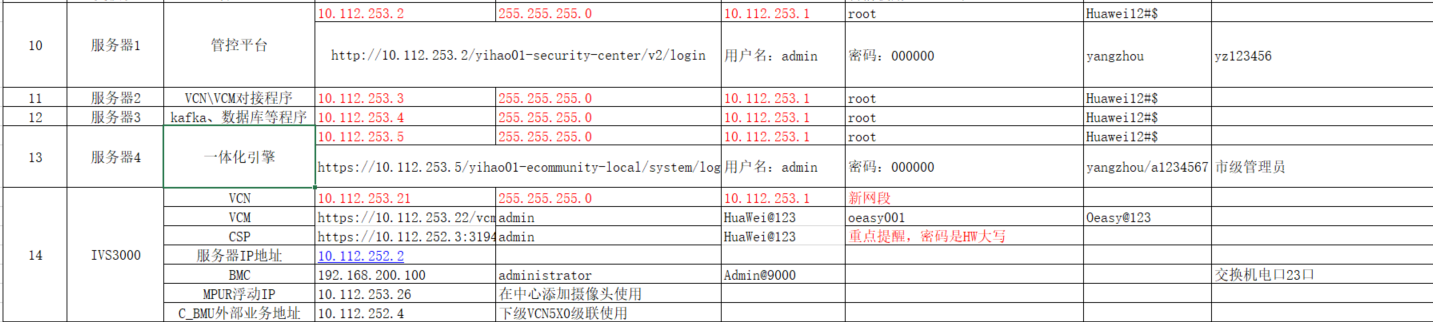 10.112.253.2 255.255.255.0 10.112.253.1 root Huawei12#$
10 服务器1 管控平台 http://10.112.253.2/yihao01-security-center/v2/login 用户名: admin 密码: 000000 yangzhou yz123456
11 服务器2 VCN\VCM对接程序 10.112.253.3 255.255.255.0 10.112.253.1 root Huawei12#$
12 服务器3 kafka、数据库等程序 10.112.253.4 255.255.255.0 10.112.253.1 root Huawei12#$
10.112.253.5 255.255.255.0 10.112.253.1 root Huawei12#$
13 服务器4 一体化引擎 https://10.112.253.5/yihao01-ecommunity-local/system/log 用户名: admin 密码: 000000 yangzhou/a1234567 市级管理员
VCN 10.112.253.21 255.255.255.0 10.112.253.1 新网段
VCM https://10.112.253.22/vcm admin HuaWei@123 oeasy001 Oeasy@123
CSP https://10.112.252.3:3194 admin HuaWei@123 重点提醒，密码是HW大写
14 IVS3000 服务器IP地址 10.112.252.2
BMC 192.168.200.100 administrator Admin@9000 交换机电口23口
MPUR浮动IP 10.112.253.26 在中心添加摄像头使用
C_BMU外部业务地址 10.112.252.4 下级VCN5X0级联使用